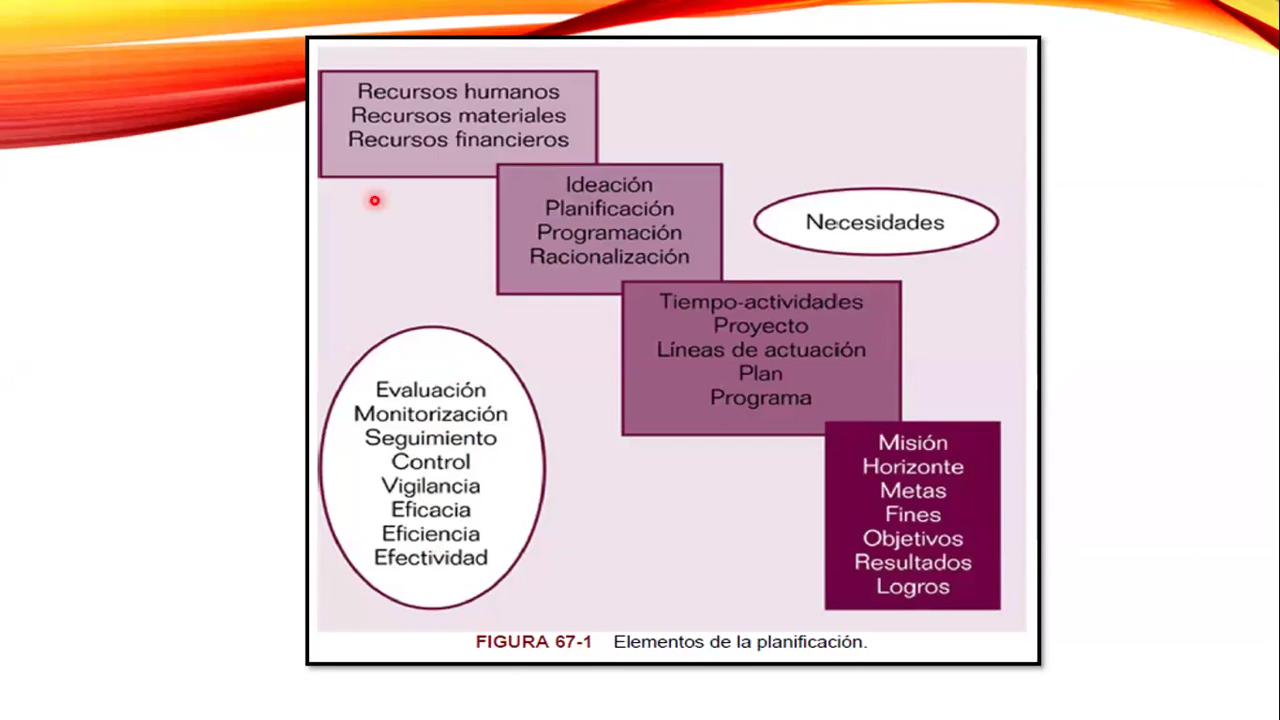 Recursos humanos
Recursos materiales
Recursos financieros
Ideación
Planificación
Programación
Racionalización
Necesidades
Tiempo-actividades
Proyecto
Líneas de actuación
Plan
Programa
Evaluación
Monitorización
Seguimiento
Control
Vigilancia
Eficacia
Eficiencia
Efectividad
Misión
Horizonte
Metas
Fines
Objetivos
Resultados
Logros
FIGURA 67-1 Elementos de la planificación.